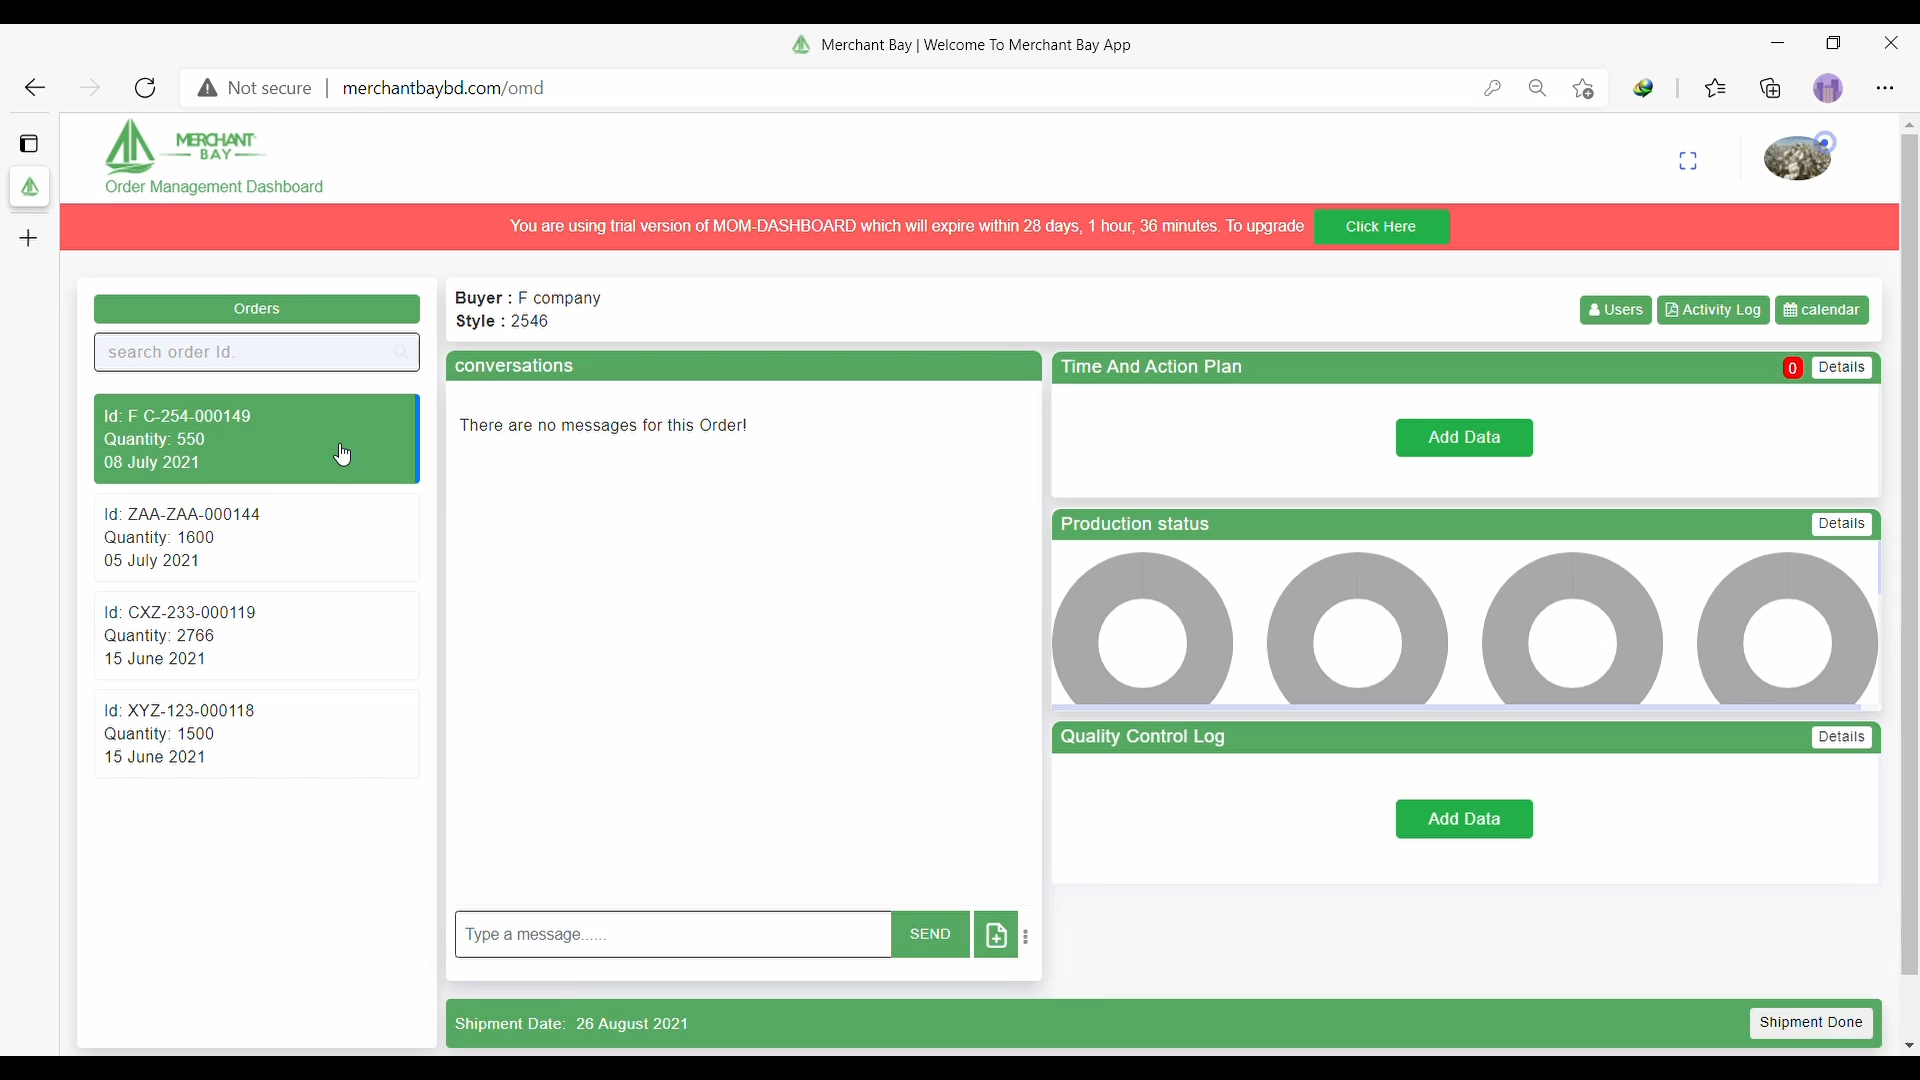 Merchant Bay | Welcome To Merchant Bay App
Not secure | merchantbaybd.com/omd
MERCHANT
BAY
Order Management Dashboard
You are using trial version of MOM-DASHBOARD which will expire within 28 days, 1 hour, 36 minutes. To upgrade Click Here
Orders
search order Id.
Id: F C-254-000149
Quantity: 550
08 July 2021
Id: ZAA-ZAA-000144
Quantity: 1600
05 July 2021
Id: CXZ-233-000119
Quantity: 2766
15 June 2021
Id: XYZ-123-000118
Quantity: 1500
15 June 2021
Buyer : F company
Style : 2546
Users Activity Log calendar
conversations
There are no messages for this Order!
Type a message...... SEND
Time And Action Plan 0 Details
Add Data
Production status Details
Quality Control Log Details
Add Data
Shipment Date: 26 August 2021 Shipment Done